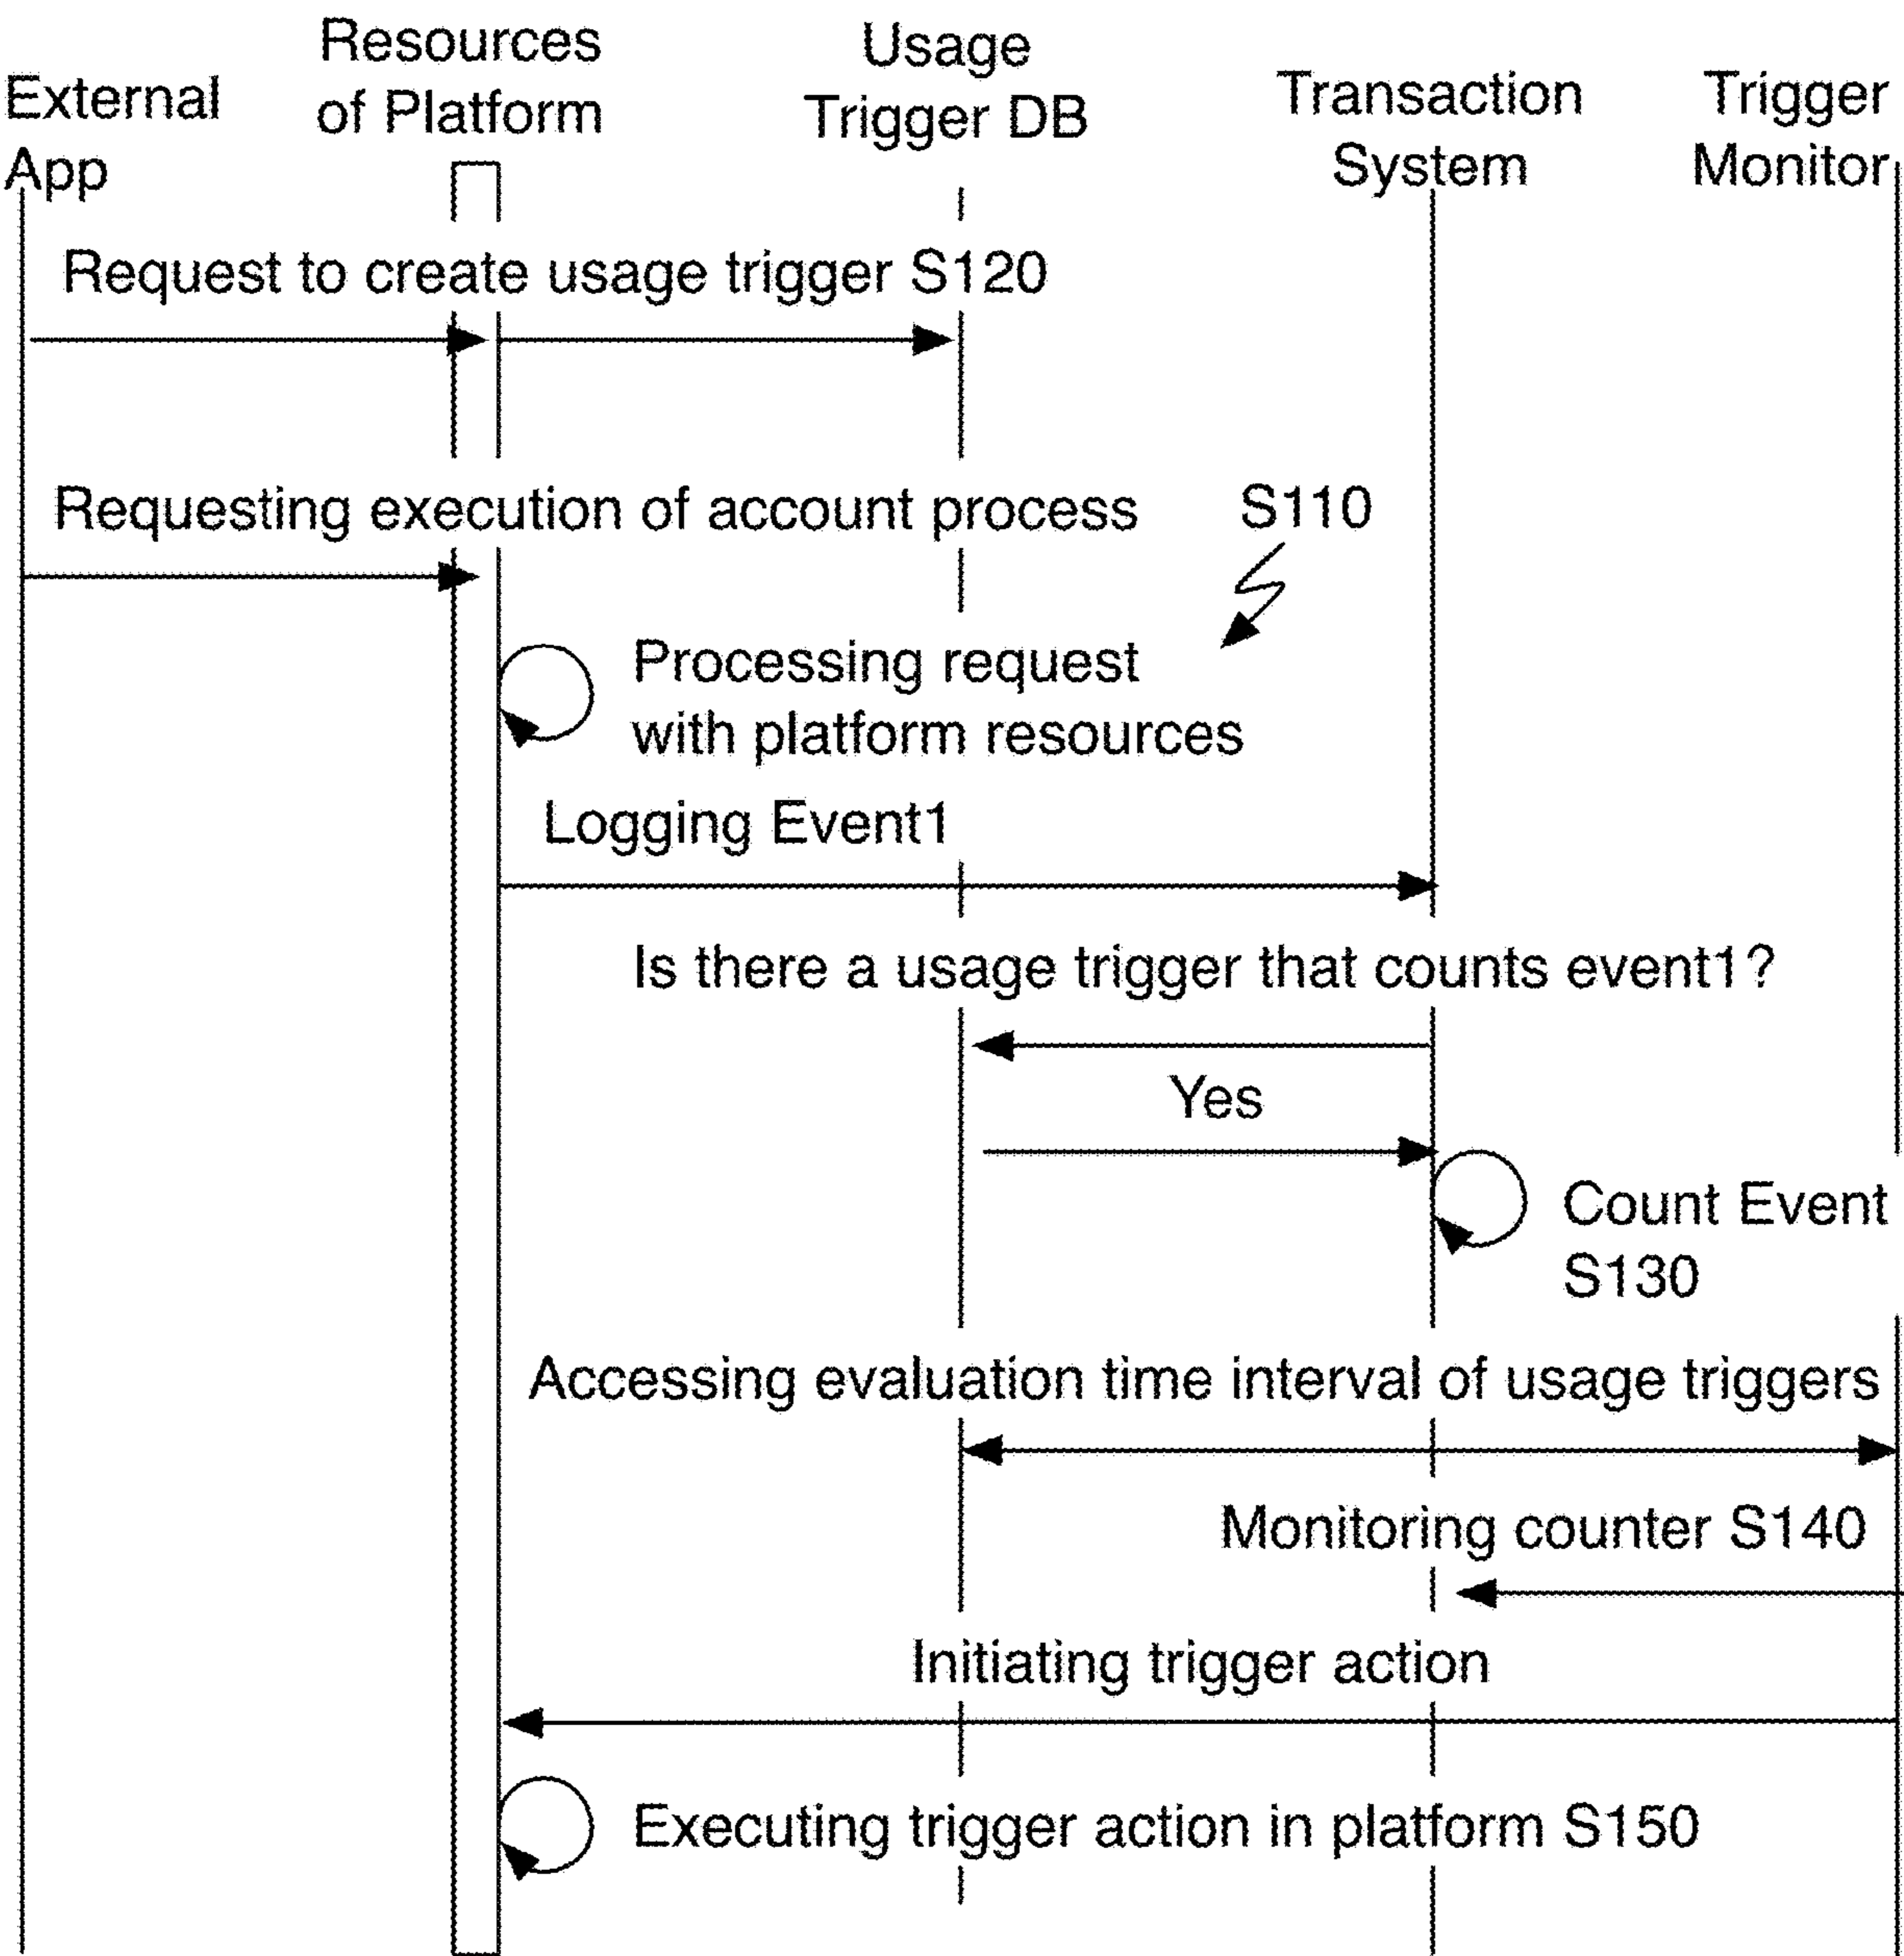 External
App
Resources
of Platform
Usage
Trigger DB
Transaction
System
Trigger
Monitor
Request to create usage trigger S120
Requesting execution of account process
S110
Processing request
with platform resources
Logging Event1
Is there a usage trigger that counts event1?
Yes
Count Event
S130
Accessing evaluation time interval of usage triggers
Monitoring counter S140
Initiating trigger action
Executing trigger action in platform S150